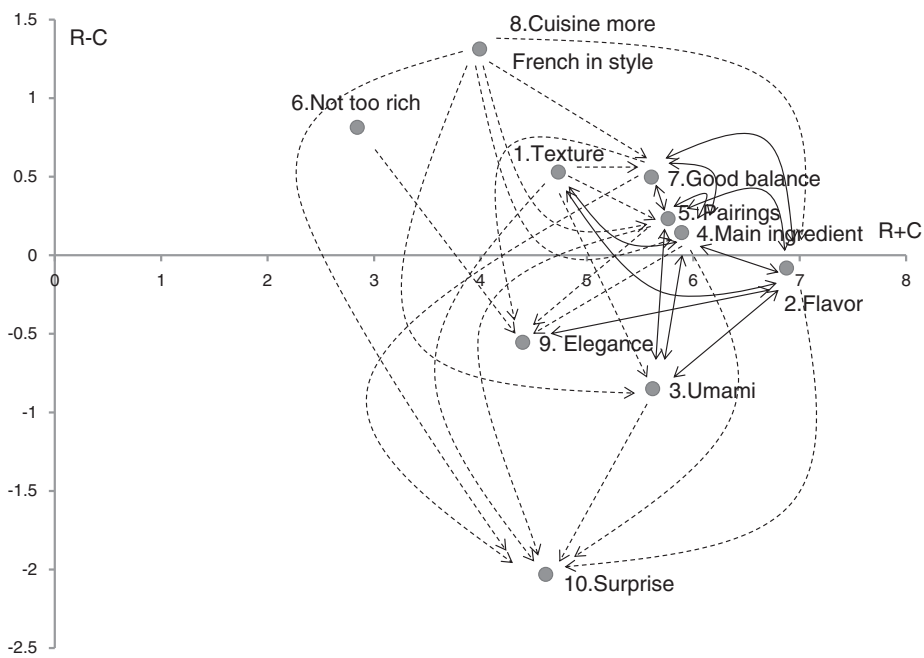 1.5
R-C
8.Cuisine more
French in style
1
6.Not too rich
1.Texture
0.5
7.Good balance
5. Pairings
4.Main ingredient
R+C
0
0
1
2
3
4
5
6
7
8
2.Flavor
-0.5
9. Elegance
3.Umami
-1
-1.5
-2
10.Surprise
-2.5